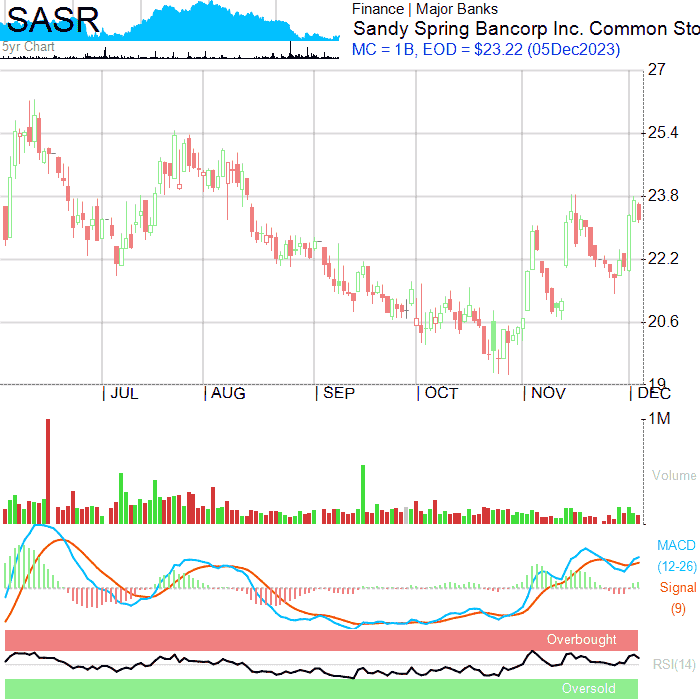 SASR
5yr Chart
Finance | Major Banks
Sandy Spring Bancorp Inc. Common Sto
MC = 1B, EOD = $23.22 (05Dec2023)
27
25.4
23.8
22.2
20.6
19
JUL AUG SEP OCT NOV DEC
1M
Volume
MACD
(12-26)
Signal
(9)
Overbought
RSI(14)
Oversold